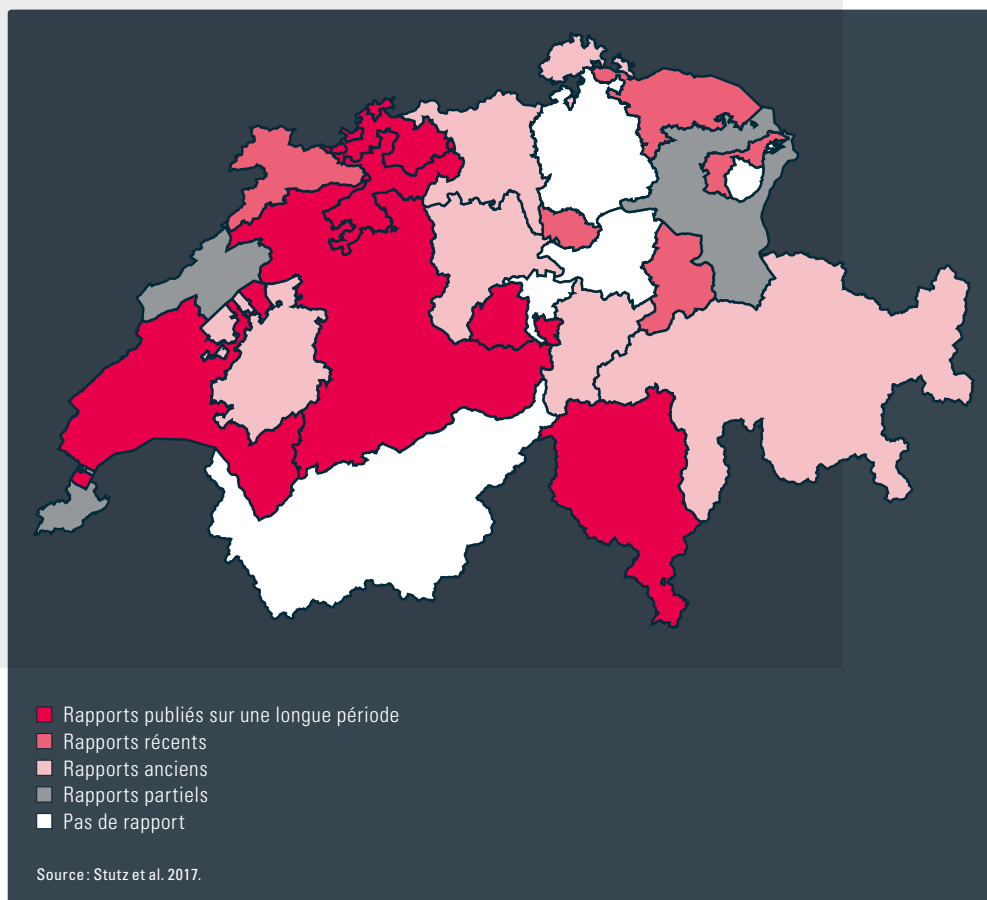 Rapports publiés sur une longue période
Rapports récents
Rapports anciens
Rapports partiels
Pas de rapport
Source: Stutz et al. 2017.